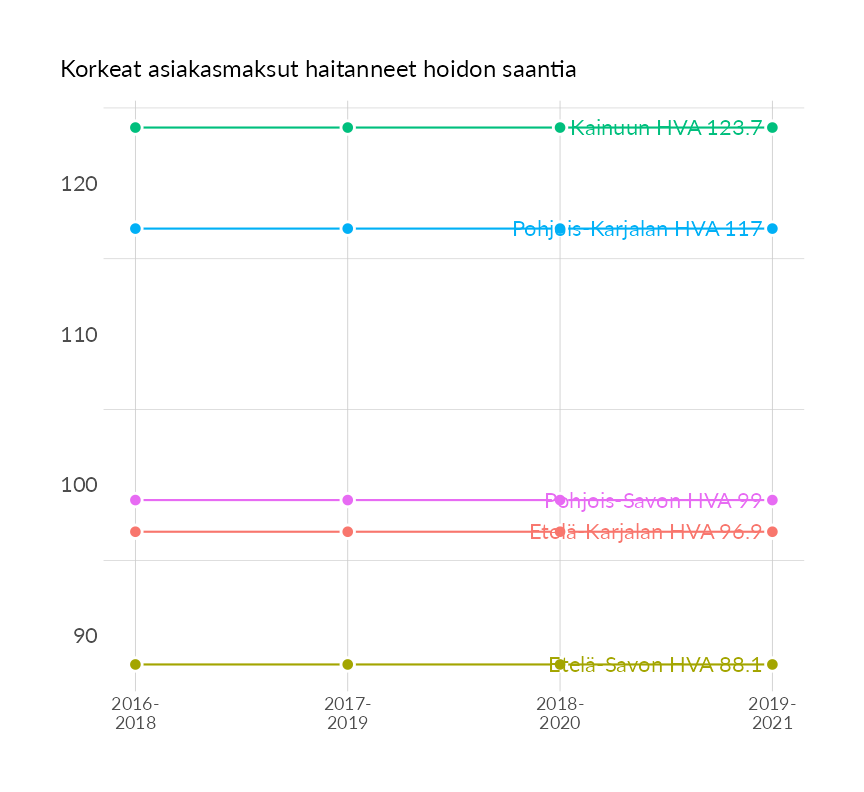 Korkeat asiakasmaksut haitanneet hoidon saantia
Kainuun HVA 123.7
120
Pohjois-Karjalan HVA 117
110
100
Pohjois-Savon HVA 99
Etelä-Karjalan HVA 96.9
90
Etelä-Savon HVA 88.1
2016-
2018
2017-
2019
2018-
2020
2019-
2021